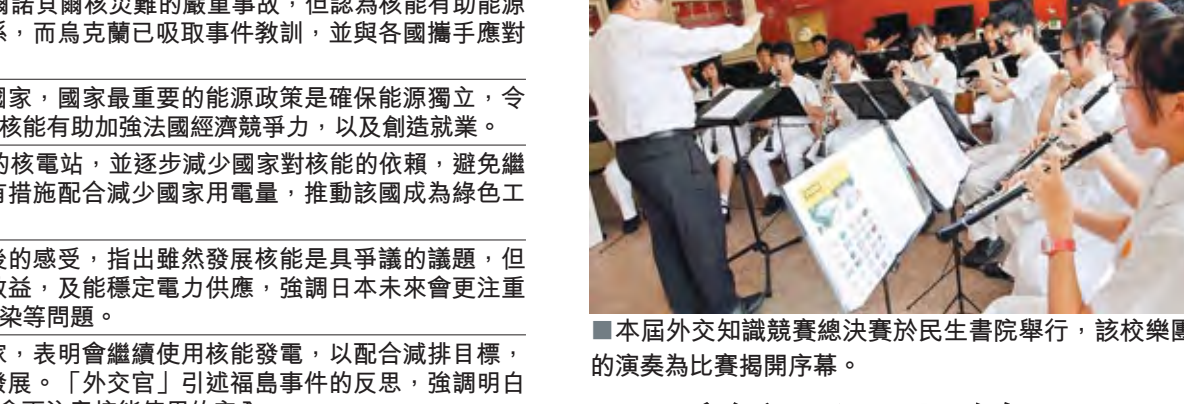 爾諾貝爾核災難的嚴重事故，但認為核能有助能源
系，而烏克蘭已吸取事件教訓，並與各國攜手應對
國家，國家最重要的能源政策是確保能源獨立，令
核能有助加強法國經濟競爭力，以及創造就業。
的核電站，並逐步減少國家對核能的依賴，避免繼
有措施配合減少國家用電量，推動該國成為綠色工
後的感受，指出雖然發展核能是具爭議的議題，但
效益，及能穩定電力供應，強調日本未來會更注重
染等問題。
家，表明會繼續使用核能發電，以配合減排目標，
發展。「外交官」引述福島事件的反思，強調明白
■本屆外交知識競賽總決賽於民生書院舉行，該校樂團
的演奏為比賽揭開序幕。